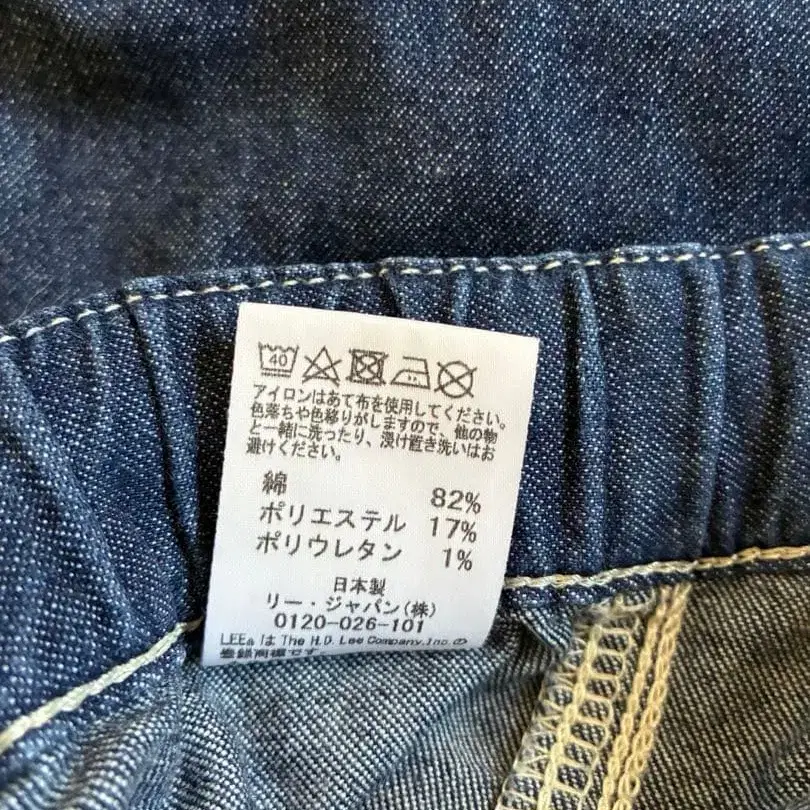 40
アイロンはあて布を使用してください。
色落ちや色移りがしますので、他の物
と一緒に洗ったり、浸け置き洗いはお
避けください。
綿 82%
ポリエステル 17%
ポリウレタン 1%
日本製
リー・ジャパン(株)
0120-026-101
LEE® は The H.D. Lee Company,Inc.の
登録商標です。